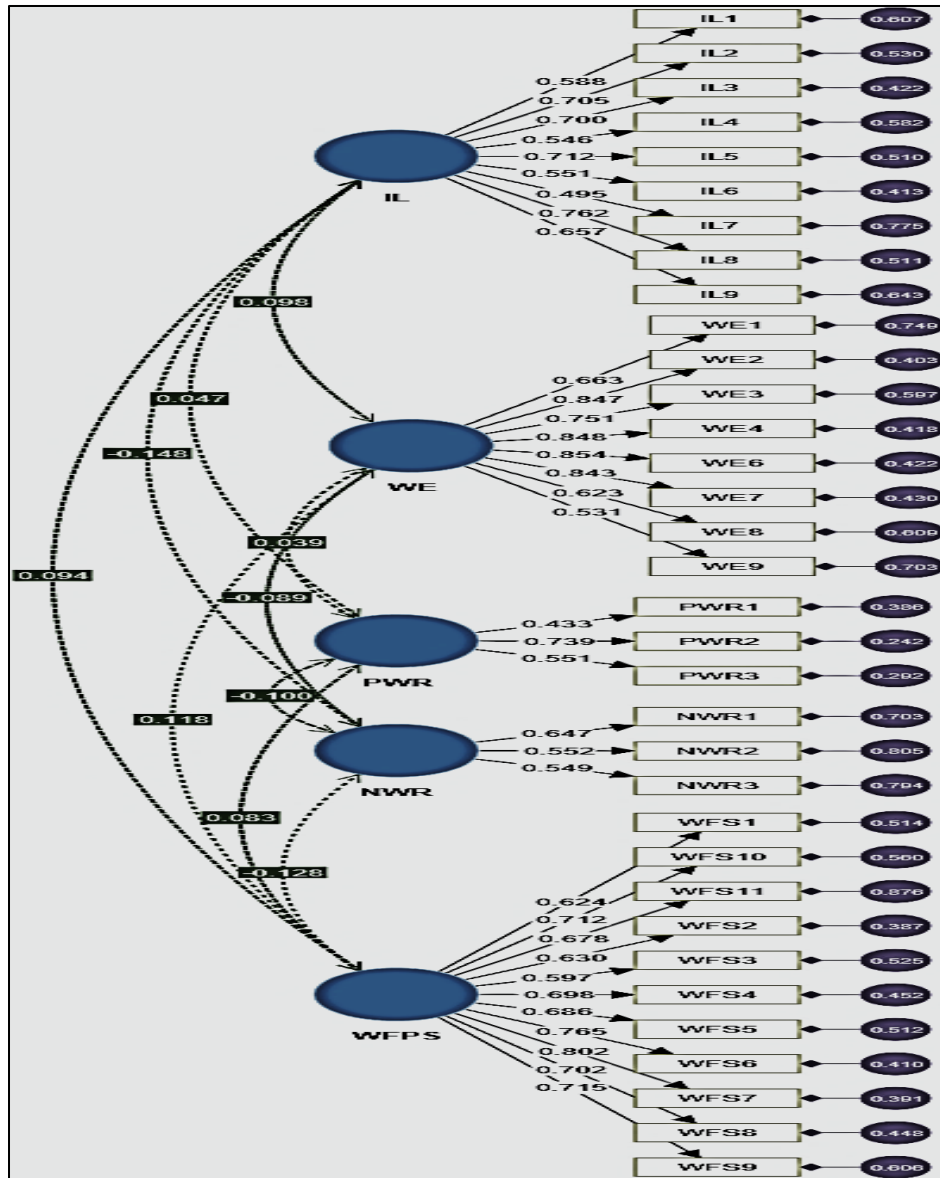 IL1 0.607
IL2 0.530
0.588
IL3 0.422
0.705
0.700
IL4 0.582
0.546
0.712
IL5 0.510
0.551
IL6 0.413
IL
0.495
0.762
IL7 0.775
0.657
IL8 0.511
IL9 0.643
0.098
WE1 0.749
WE2 0.403
0.663
WE3 0.597
0.047
0.847
0.751
WE4 0.418
0.848
-0.148
0.854
WE6 0.422
0.843
WE
WE7 0.430
0.623
0.531
WE8 0.609
0.039
WE9 0.703
0.094
-0.089
PWR1 0.386
0.433
0.739
PWR2 0.242
0.551
PWR3 0.292
PWR
-0.100
NWR1 0.703
0.118
0.647
0.552
NWR2 0.805
0.549
NWR3 0.794
NWR
0.083
WFS1 0.514
WFS10 0.560
-0.128
WFS11 0.876
0.624
0.712
WFS2 0.387
0.678
0.630
WFS3 0.525
0.597
0.698
WFS4 0.452
0.686
WFS5 0.512
WFPS
0.765
0.802
WFS6 0.410
0.702
0.715
WFS7 0.391
WFS8 0.448
WFS9 0.606